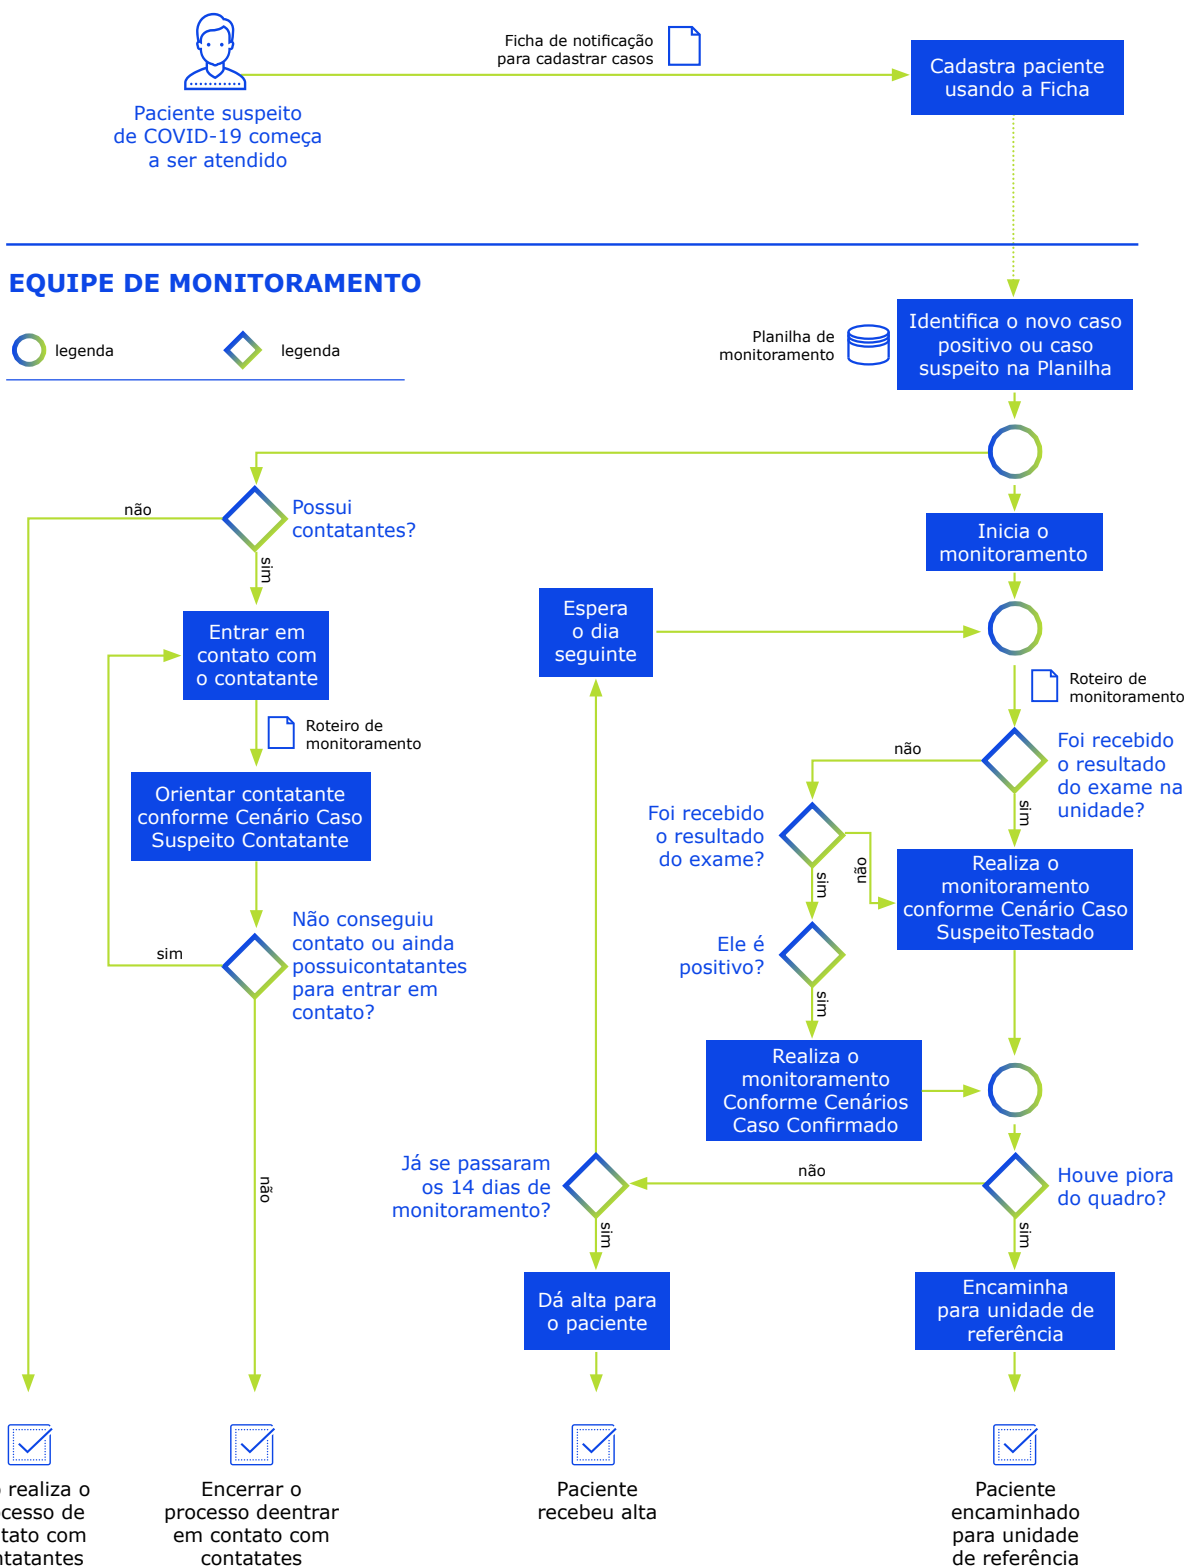 Ficha de notificação
para cadastrar casos
Cadastra paciente
usando a Ficha
Paciente suspeito
de COVID-19 começa
a ser atendido
EQUIPE DE MONITORAMENTO
legenda
legenda
Planilha de
monitoramento
Identifica o novo caso
positivo ou caso
suspeito na Planilha
não
Possui
contatantes?
sim
Inicia o
monitoramento
Entrar em
contato com
o contatante
Espera
o dia
seguinte
Roteiro de
monitoramento
Roteiro de
monitoramento
não
Foi recebido
o resultado
do exame na
unidade?
sim
Orientar contatante
conforme Cenário Caso
Suspeito Contatante
Foi recebido
o resultado
do exame?
não
sim
Realiza o
monitoramento
conforme Cenário Caso
SuspeitoTestado
sim
Não conseguiu
contato ou ainda
possuicontatantes
para entrar em
contato?
Ele é
positivo?
sim
Realiza o
monitoramento
Conforme Cenários
Caso Confirmado
não
Já se passaram
os 14 dias de
monitoramento?
não
Houve piora
do quadro?
sim
sim
Dá alta para
o paciente
Encaminha
para unidade de
referência
realiza o
de
com
Encerrar o
processo deentrar
em contato com
contatates
Paciente
recebeu alta
Paciente
encaminhado
para unidade
de referência